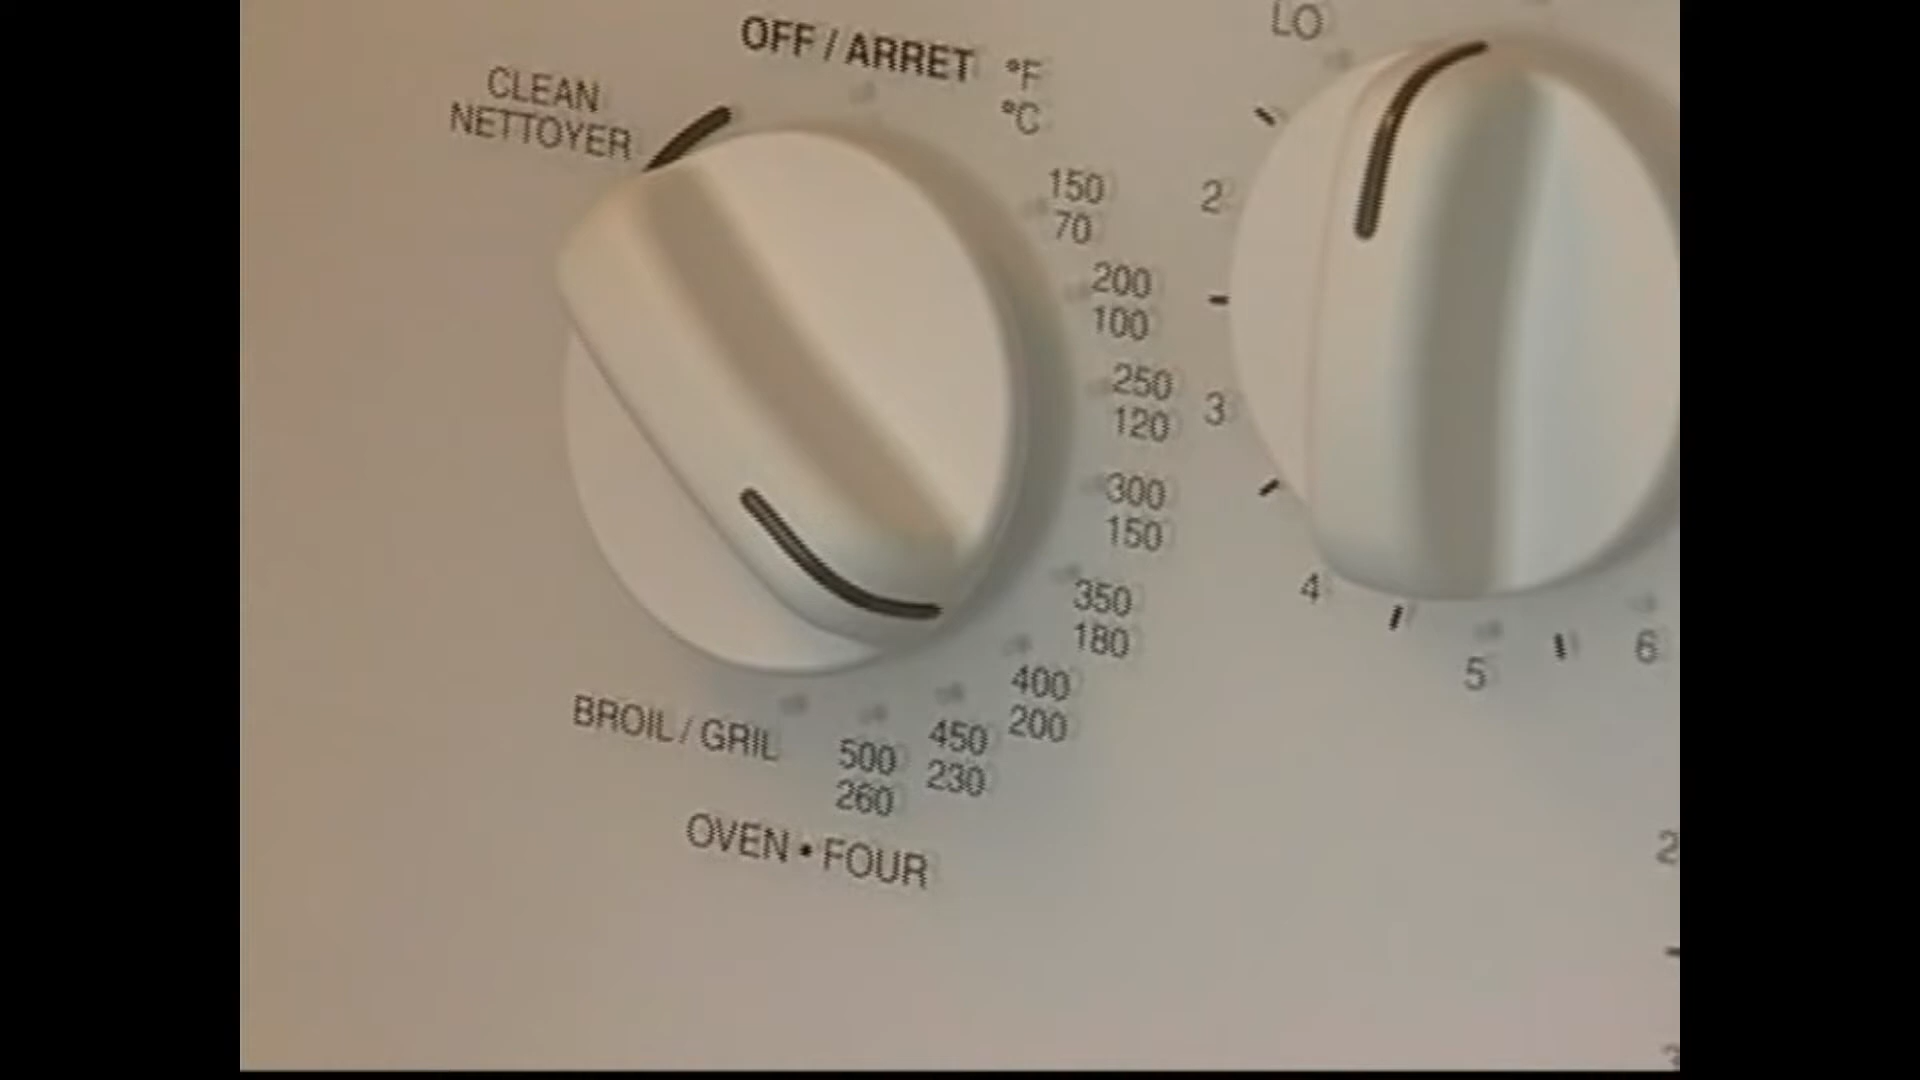 OFF / ARRET
°F
°C
CLEAN
NETTOYER
150
70
200
100
250
120
300
150
350
180
400
200
450
230
500
260
BROIL / GRIL
OVEN • FOUR
LO
2
3
4
5
6
2